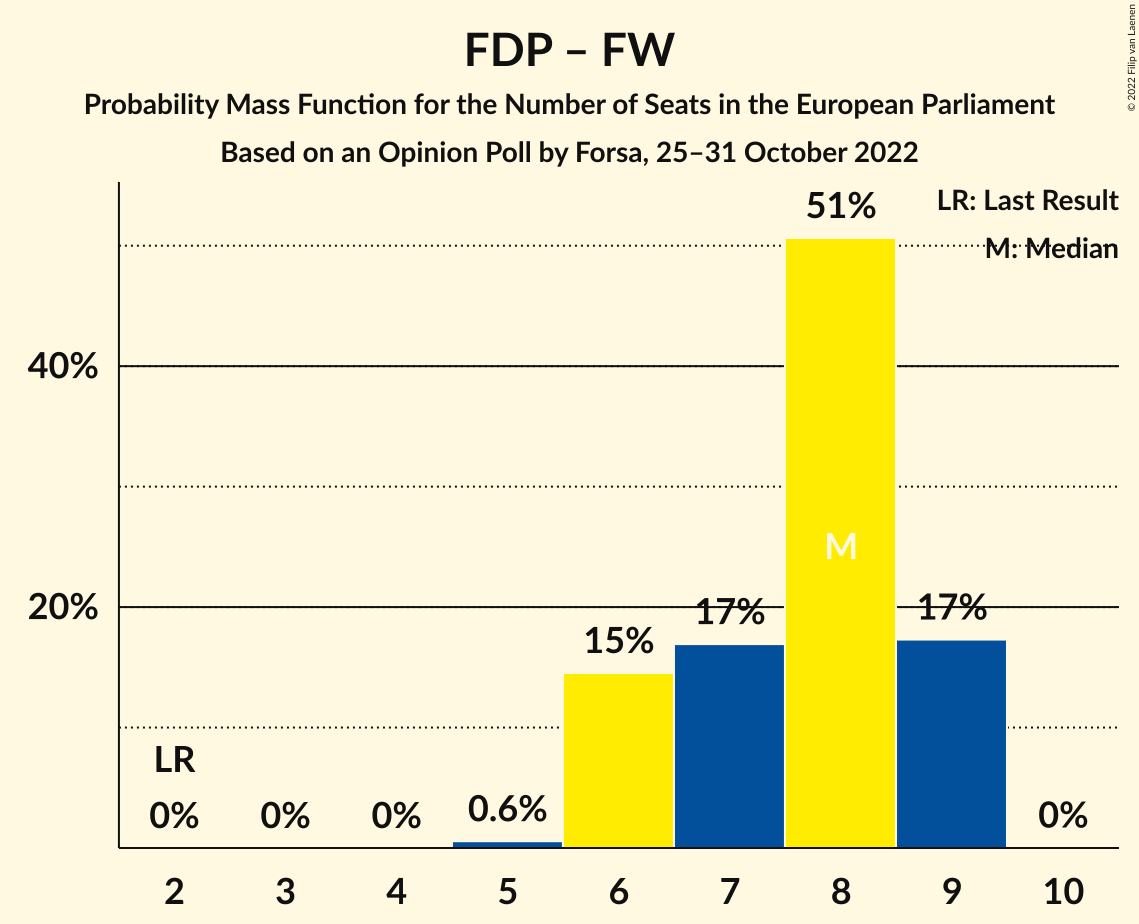 FDP – FW
Probability Mass Function for the Number of Seats in the European Parliament
Based on an Opinion Poll by Forsa, 25–31 October 2022
© 2022 Filip van Laenen
LR: Last Result
M: Median
51%
40%
M
20%
17%
17%
15%
LR
0%
0%
0%
0.6%
0%
2
3
4
5
6
7
8
9
10